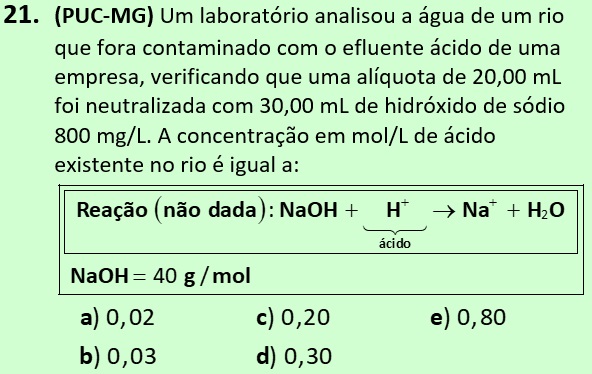 21. (PUC-MG) Um laboratório analisou a água de um rio
que fora contaminado com o efluente ácido de uma
empresa, verificando que uma alíquota de 20,00 mL
foi neutralizada com 30,00 mL de hidróxido de sódio
800 mg/L. A concentração em mol/L de ácido
existente no rio é igual a:
Reação (não dada): NaOH + H⁺ → Na⁺ + H₂O
ácido
NaOH = 40 g/mol
a) 0,02 c) 0,20 e) 0,80
b) 0,03 d) 0,30